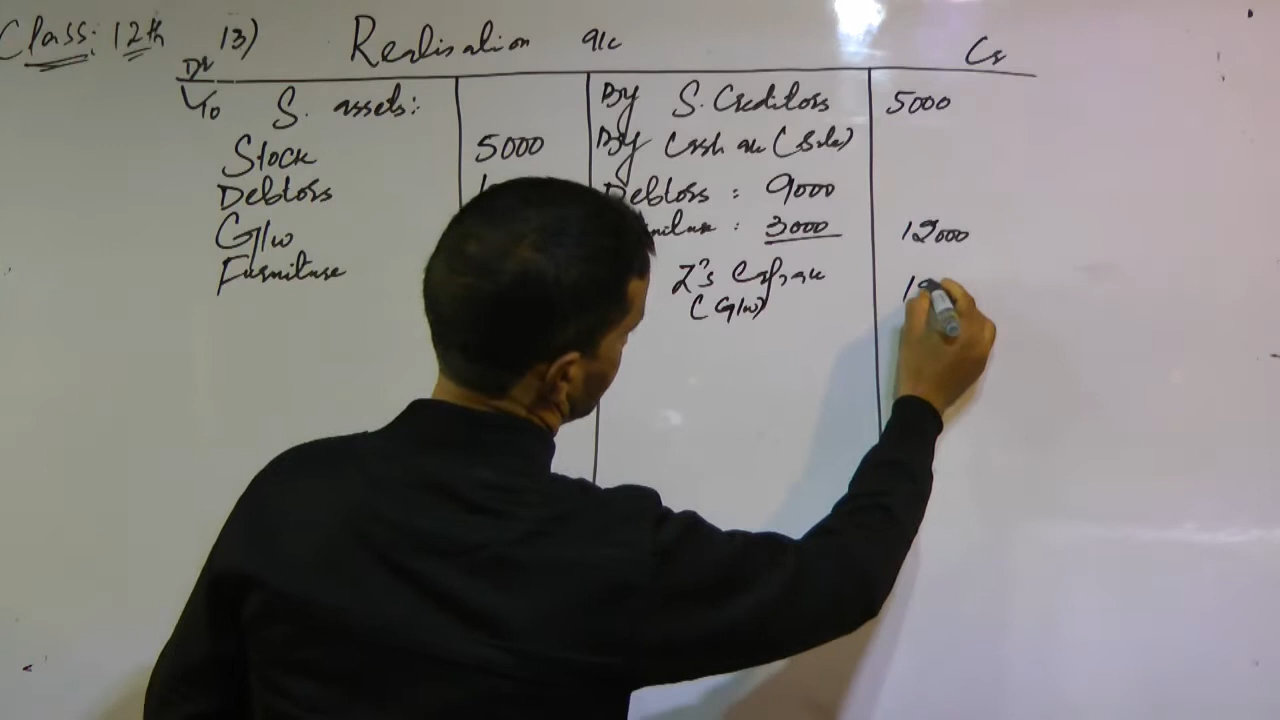 Class: 12th 13) Realisation a/c
Dr Cr
To S. assets: By S. Creditors 5000
Stock 5000 By Cash a/c (Sale)
Debtors Debtors : 9000
G/w : 3000 12000
Furniture Z's Cap. a/c
(G/w)